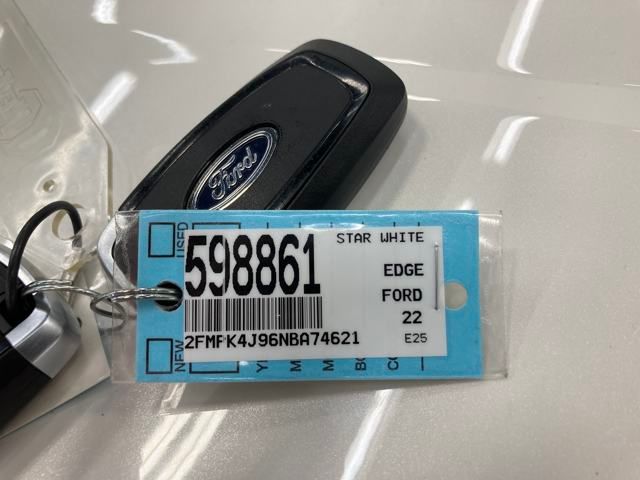 Ford
USED
598861
STAR WHITE
EDGE
FORD
22
2FMPK4J96NBA74621
E25
NEW